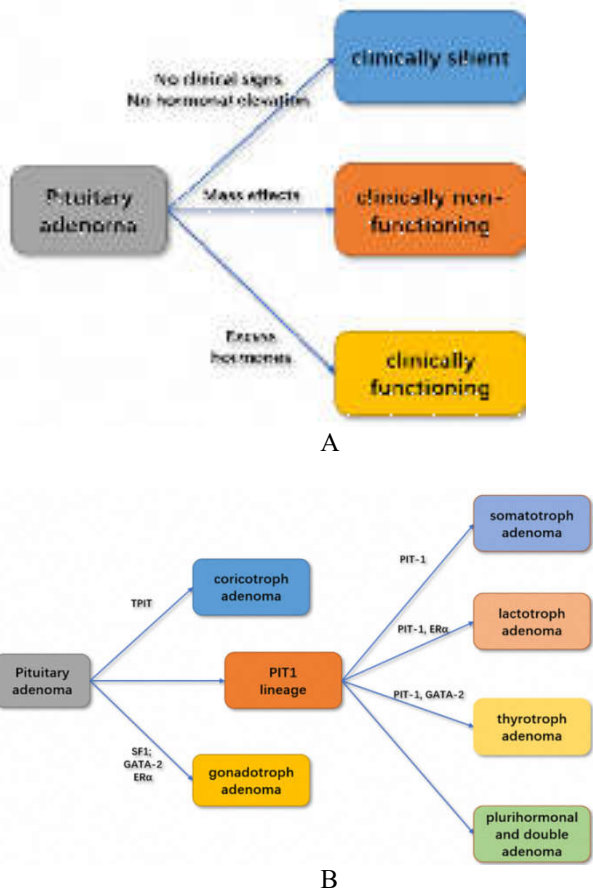 clinically silient
No clinical signs
No hormonal elevation
Pituitary
adenoma
Mass effects
clinically non-
functioning
Excess
hormones
clinically
functioning
A
somatotroph
adenoma
PIT-1
coricotroph
adenoma
TPIT
lactotroph
adenoma
PIT-1, ERα
Pituitary
adenoma
PIT1
lineage
PIT-1, GATA-2
thyrotroph
adenoma
SF1;
GATA-2
ERα
gonadotroph
adenoma
plurihormonal
and double
adenoma
B